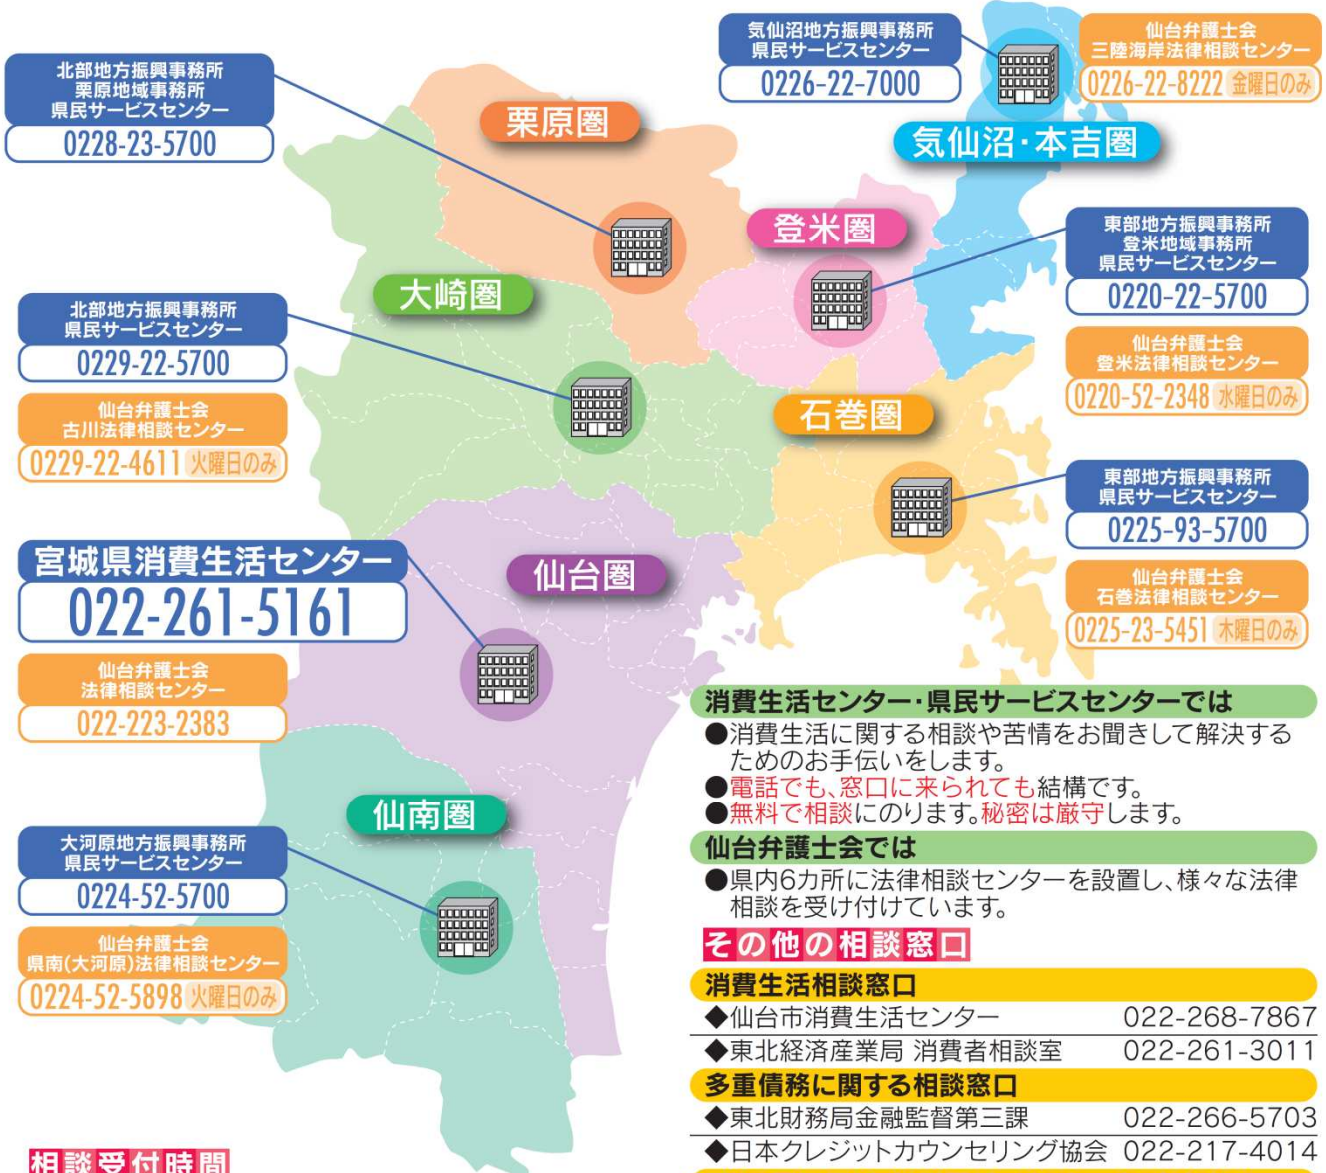 北部地方振興事務所
栗原地域事務所
県民サービスセンター
0228-23-5700
気仙沼地方振興事務所
県民サービスセンター
0226-22-7000
仙台弁護士会
三陸海岸法律相談センター
0226-22-8222 金曜日のみ
栗原圏
気仙沼・本吉圏
登米圏
東部地方振興事務所
登米地域事務所
県民サービスセンター
0220-22-5700
仙台弁護士会
登米法律相談センター
0220-52-2348 水曜日のみ
大崎圏
北部地方振興事務所
県民サービスセンター
0229-22-5700
仙台弁護士会
古川法律相談センター
0229-22-4611 火曜日のみ
石巻圏
東部地方振興事務所
県民サービスセンター
0225-93-5700
仙台弁護士会
石巻法律相談センター
0225-23-5451 木曜日のみ
宮城県消費生活センター
022-261-5161
仙台弁護士会
法律相談センター
022-223-2383
仙台圏
仙南圏
大河原地方振興事務所
県民サービスセンター
0224-52-5700
仙台弁護士会
県南(大河原)法律相談センター
0224-52-5898 火曜日のみ
消費生活センター・県民サービスセンターでは
●消費生活に関する相談や苦情をお聞きして解決する
ためのお手伝いをします。
●電話でも、窓口に来られても結構です。
●無料で相談にのります。秘密は厳守します。
仙台弁護士会では
●県内6カ所に法律相談センターを設置し、様々な法律
相談を受け付けています。
その他の相談窓口
消費生活相談窓口
◆仙台市消費生活センター 022-268-7867
◆東北経済産業局 消費者相談室 022-261-3011
多重債務に関する相談窓口
◆東北財務局金融監督第三課 022-266-5703
◆日本クレジットカウンセリング協会 022-217-4014
相談受付時間